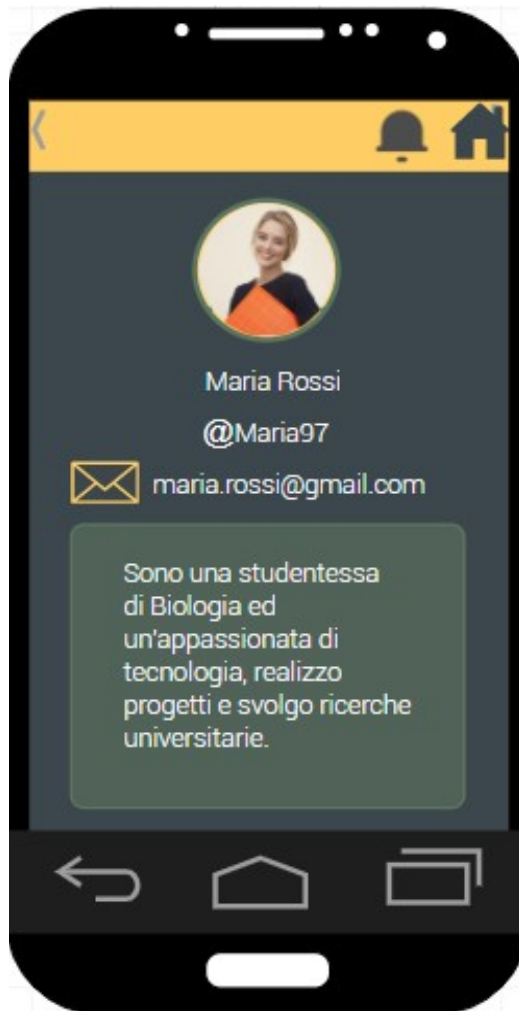 Maria Rossi
@Maria97
maria.rossi@gmail.com
Sono una studentessa
di Biologia ed
un'appassionata di
tecnologia, realizzo
progetti e svolgo ricerche
universitarie.